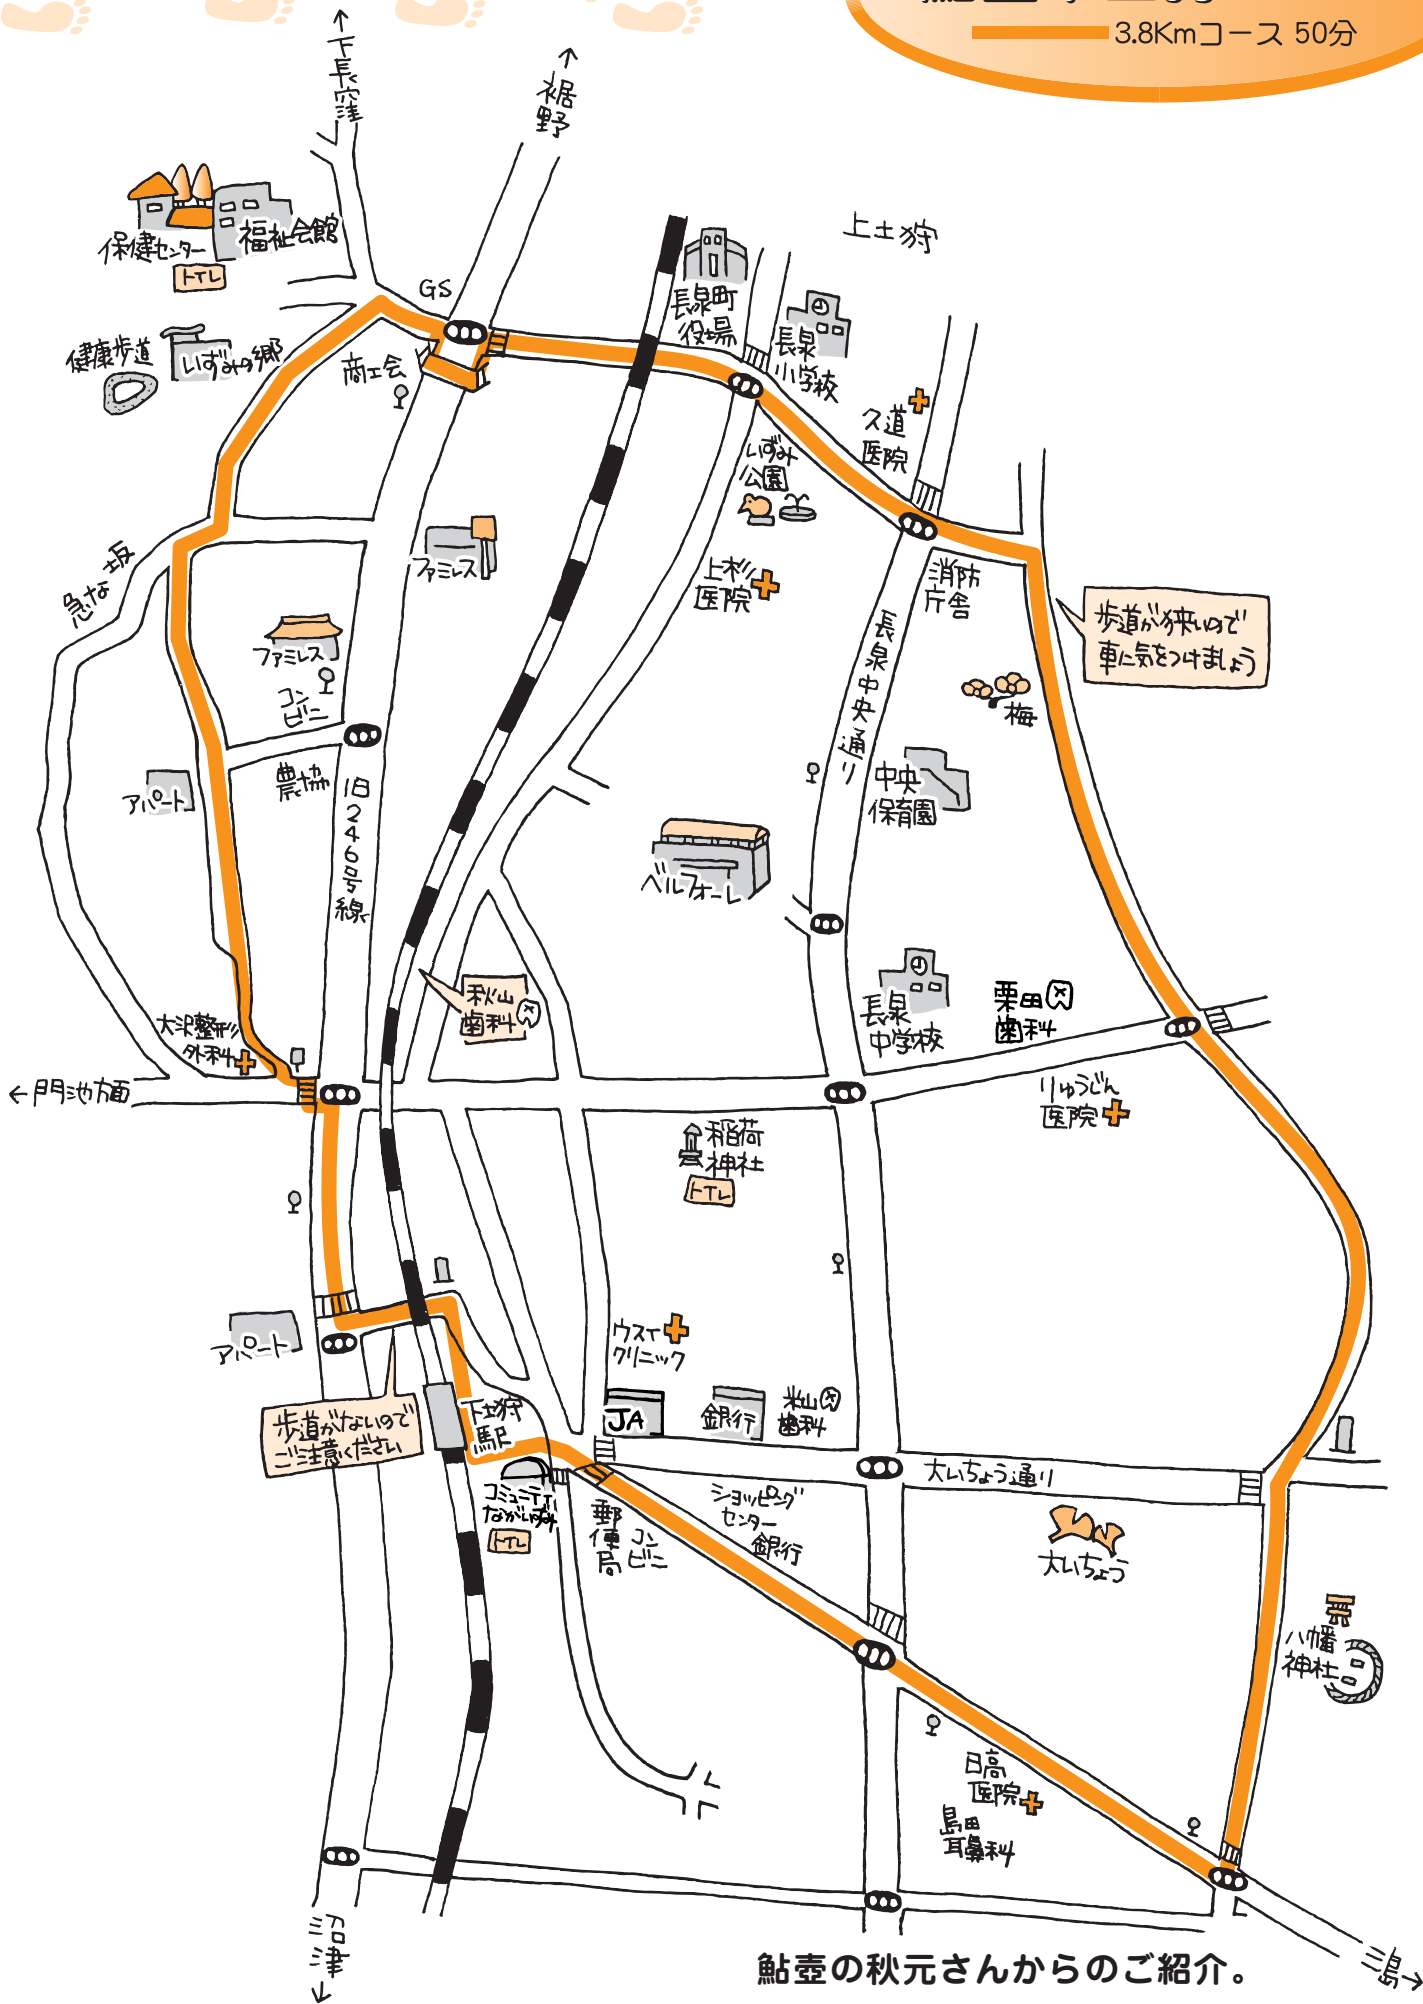 3.8Kmコース 50分
↑下長窪
↑裾野
上土狩
保健センター
福祉会館
トイレ
GS
健康歩道
いずみの郷
商工会
長泉町
役場
長泉
小学校
久道
医院
いずみ
公園
急な坂
ファミレス
上杉
医院
消防
庁舎
歩道が狭いので
車に気をつけましょう
ファミレス
コン
ビニ
長泉中央通り
梅
アパート
農協
旧246号線
中央
保育園
ベルフォーレ
秋山
歯科
長泉
中学校
栗田
歯科
大沢整形
外科
←門池方面
りゅうじん
医院
稲荷
神社
トイレ
アパート
ウスイ
クリニック
歩道がないので
ご注意ください
下土狩
駅
JA
銀行
米山
歯科
大いちょう通り
コミュニティ
ながいずみ
トイレ
郵便局
コン
ビニ
ショッピング
センター
銀行
大いちょう
八幡
神社
日高
医院
島田
耳鼻科
沼津↓
三島→
鮎壺の秋元さんからのご紹介。